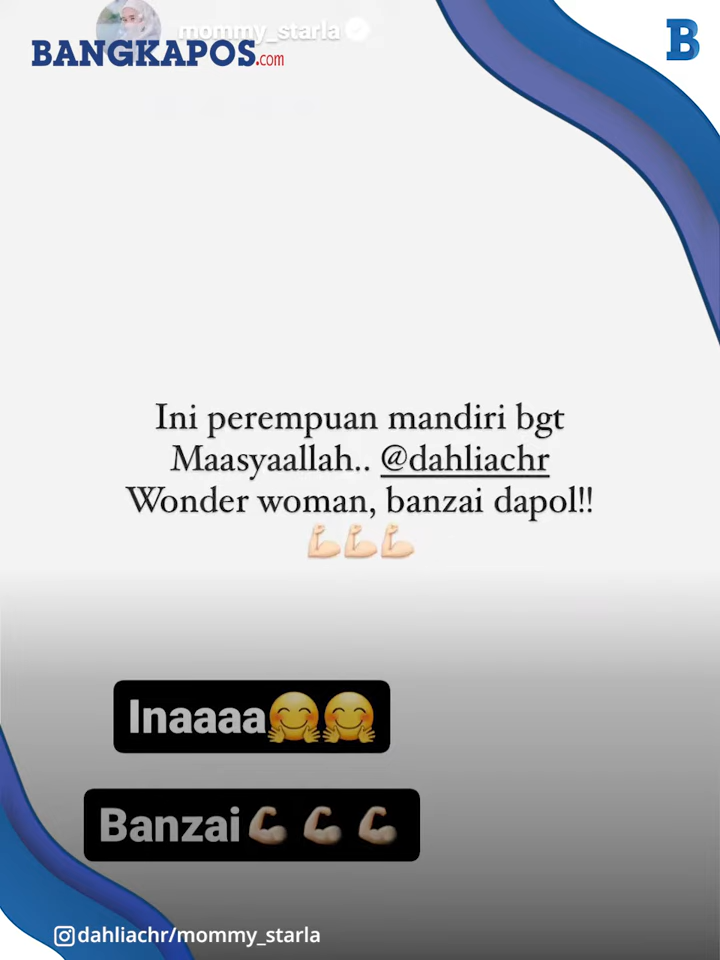 mommy_starla
BANGKAPOS.com
B
Ini perempuan mandiri bgt
Maasyaallah.. @dahliachr
Wonder woman, banzai dapol!!
💪🏻💪🏻💪🏻
Inaaaa🤗🤗
Banzai💪🏻💪🏻💪🏻
dahliachr/mommy_starla